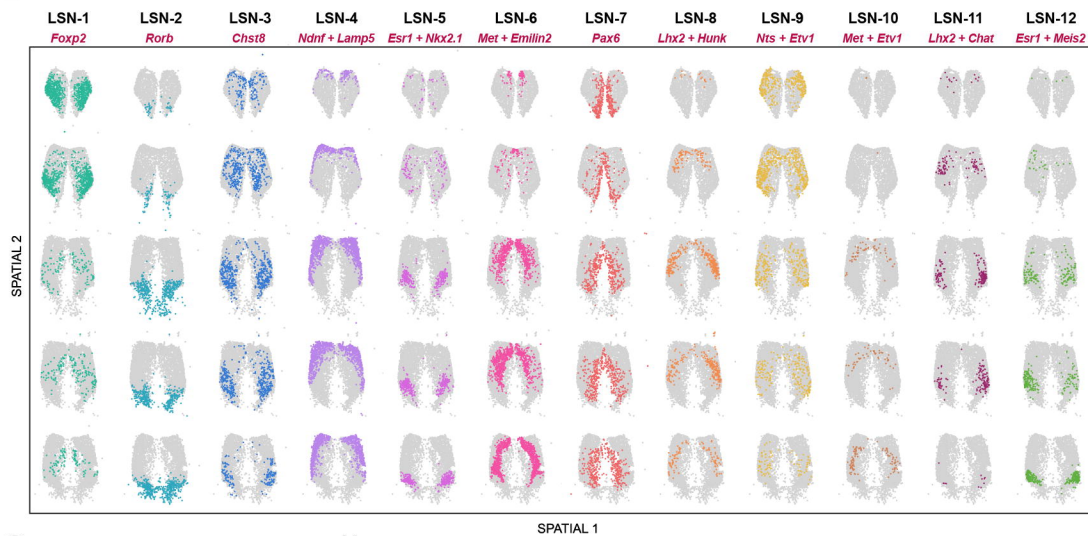 LSN-1 LSN-2 LSN-3 LSN-4 LSN-5 LSN-6 LSN-7 LSN-8 LSN-9 LSN-10 LSN-11 LSN-12
Foxp2 Rorb Chst8 Ndnf + Lamp5 Esr1 + Nkx2.1 Met + Emilin2 Pax6 Lhx2 + Hunk Nts + Etv1 Met + Etv1 Lhx2 + Chat Esr1 + Meis2
SPATIAL 2
SPATIAL 1